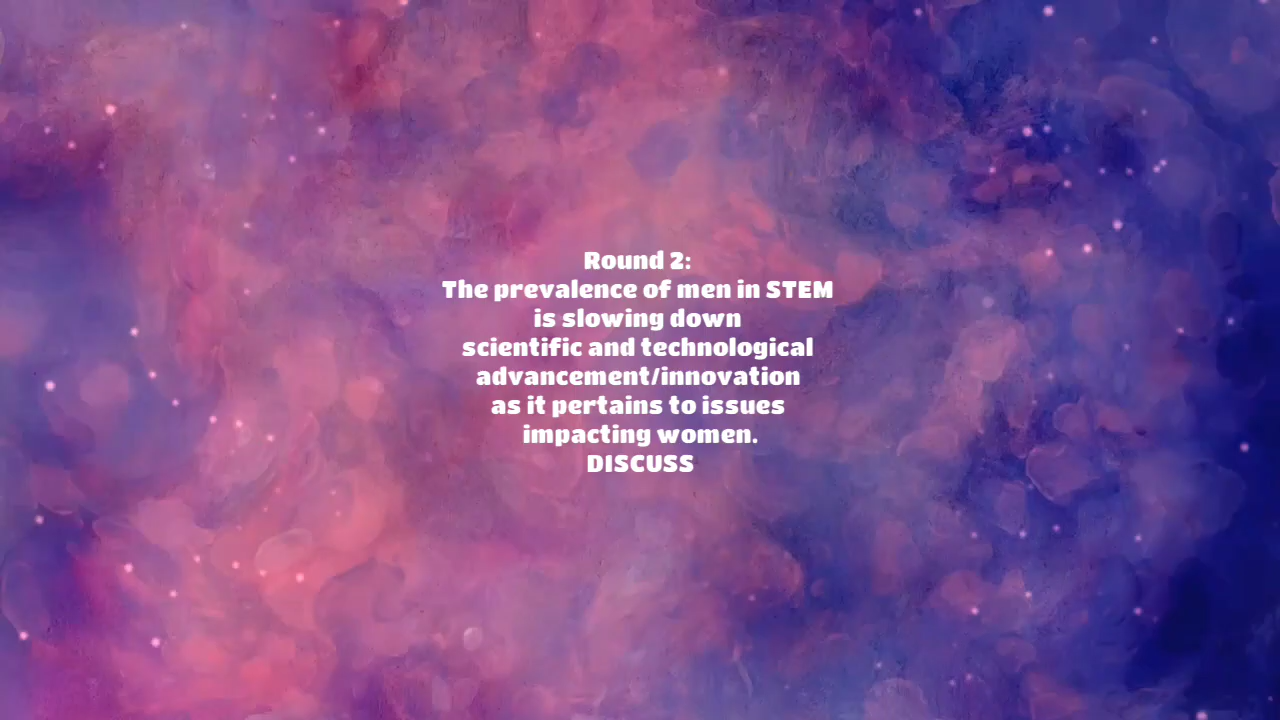 Round 2:
The prevalence of men in STEM
is slowing down
scientific and technological
advancement/innovation
as it pertains to issues
impacting women.
DISCUSS